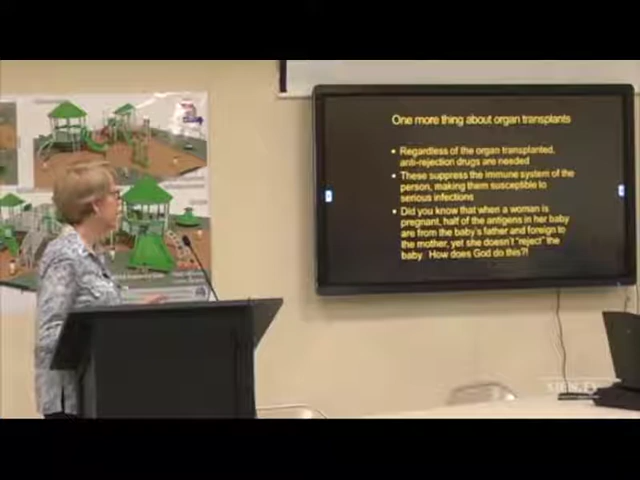 One more thing about organ transplants
• Regardless of the organ transplanted,
anti-rejection drugs are needed
• These suppress the immune system of the
person, making them susceptible to
serious infections
• Did you know that when a woman is
pregnant, half of the antigens in her baby
are from the baby's father and foreign to
the mother, yet she doesn't "reject" the
baby. How does God do this?!